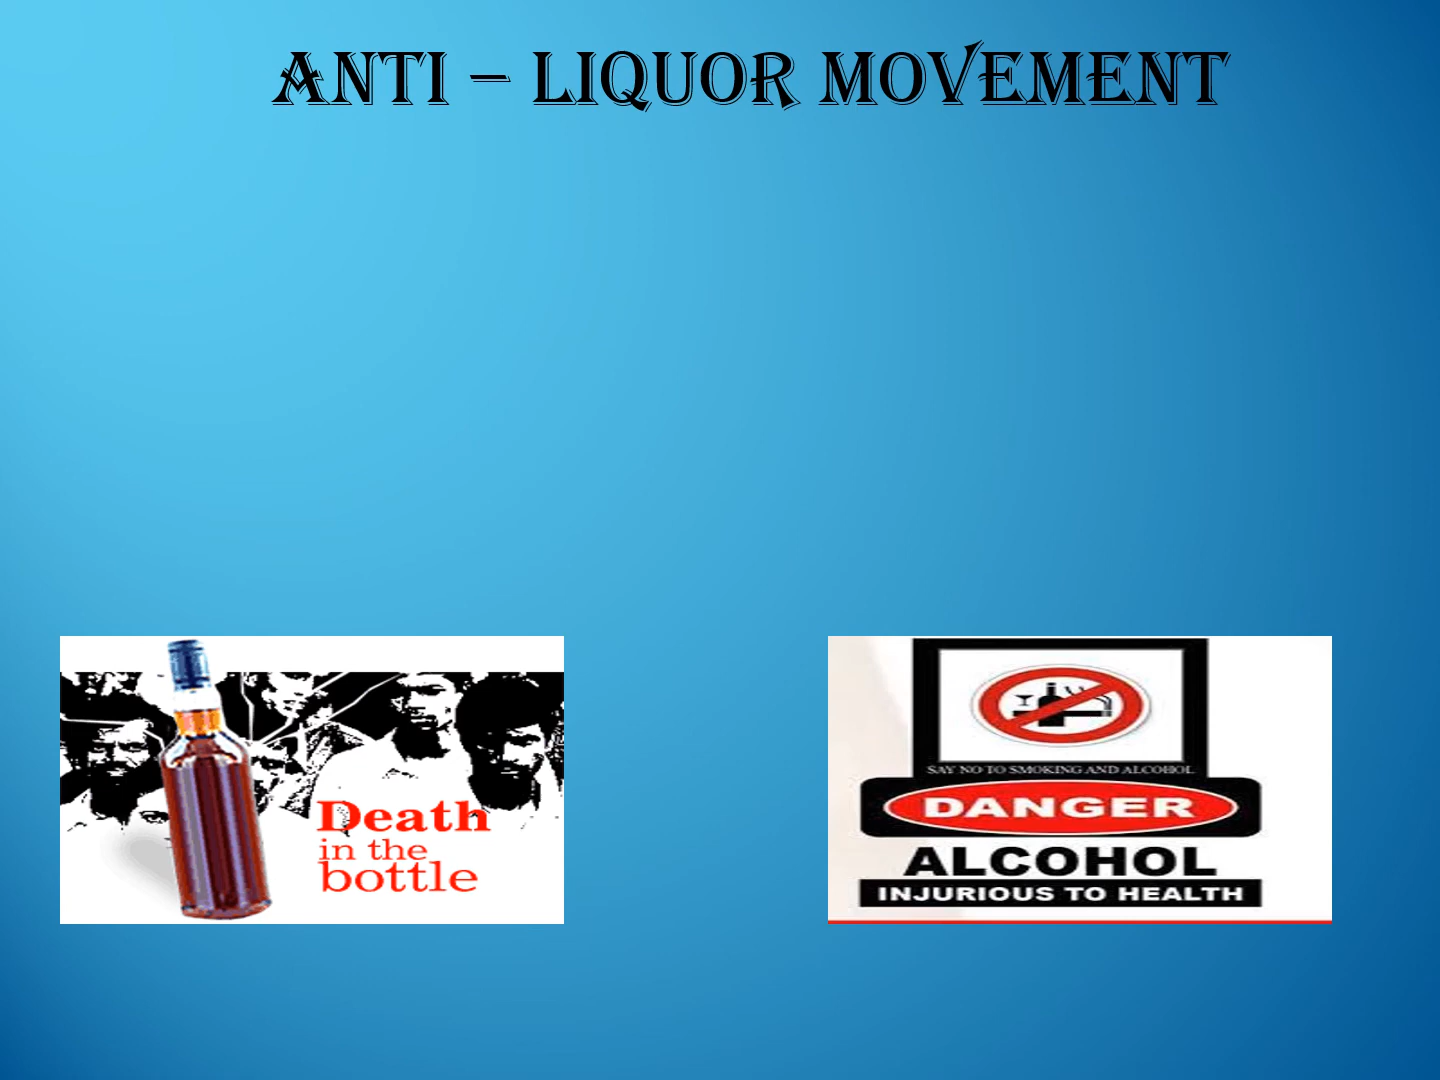 ANTI – LIQUOR MOVEMENT
Death
in the
bottle
SAY NO TO SMOKING AND ALCOHOL
DANGER
ALCOHOL
INJURIOUS TO HEALTH